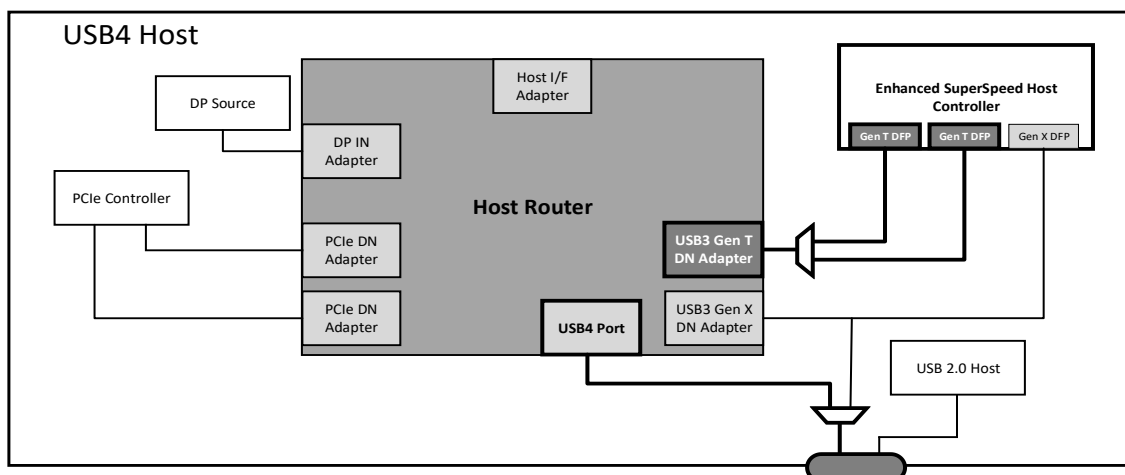 USB4 Host
Host I/F
Adapter
DP Source
DP IN
Adapter
PCIe Controller
PCIe DN
Adapter
PCIe DN
Adapter
Host Router
USB4 Port
USB3 Gen T
DN Adapter
USB3 Gen X
DN Adapter
Enhanced SuperSpeed Host
Controller
Gen T DFP
Gen T DFP
Gen X DFP
USB 2.0 Host